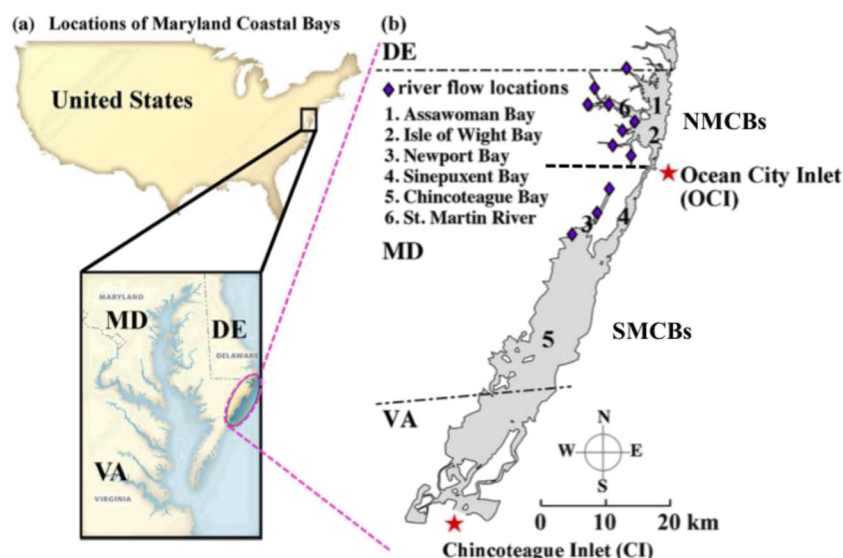 (a) Locations of Maryland Coastal Bays
United States
MARYLAND
MD
DE
DELAWARE
VA
VIRGINIA
(b)
DE
river flow locations
1. Assawoman Bay
2. Isle of Wight Bay
3. Newport Bay
4. Sinepuxent Bay
5. Chincoteague Bay
6. St. Martin River
MD
VA
6
1
2
3
4
5
NMCBs
Ocean City Inlet
(OCI)
SMCBs
N
W E
S
0 10 20 km
Chincoteague Inlet (CI)